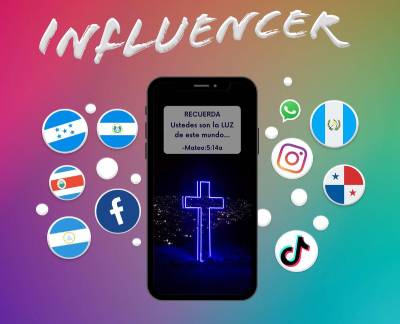 INFLUENCER
RECUERDA
Ustedes son la LUZ
de este mundo...
-Mateo:5:14a